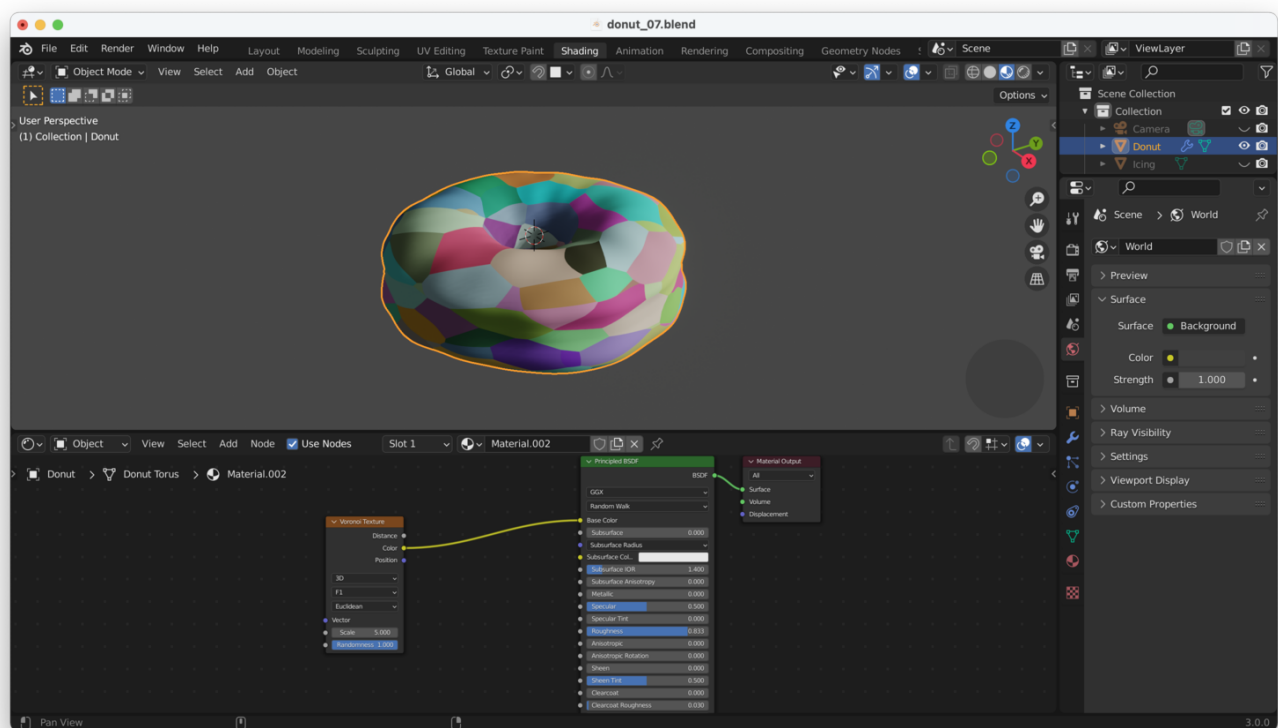 donut_07.blend
File Edit Render Window Help Layout Modeling Sculpting UV Editing Texture Paint Shading Animation Rendering Compositing Geometry Nodes Scene ViewLayer
Object Mode View Select Add Object Global
Options
User Perspective
(1) Collection | Donut
Z
Y
X
Scene Collection
Collection
Camera
Donut
Icing
Scene > World
World
Preview
Surface
Surface Background
Color
Strength 1.000
Volume
Ray Visibility
Settings
Viewport Display
Custom Properties
Object View Select Add Node Use Nodes Slot 1 Material.002
Donut > Donut Torus > Material.002
Voronoi Texture
Distance
Color
Position
3D
F1
Euclidean
Vector
Scale 5.000
Randomness 1.000
Principled BSDF
BSDF
GGX
Random Walk
Base Color
Subsurface 0.000
Subsurface Radius
Subsurface Col..
Subsurface IOR 1.400
Subsurface Anisotropy 0.000
Metallic 0.000
Specular 0.500
Specular Tint 0.000
Roughness 0.833
Anisotropic 0.000
Anisotropic Rotation 0.000
Sheen 0.000
Sheen Tint 0.500
Clearcoat 0.000
Clearcoat Roughness 0.030
Material Output
All
Surface
Volume
Displacement
Pan View
3.0.0